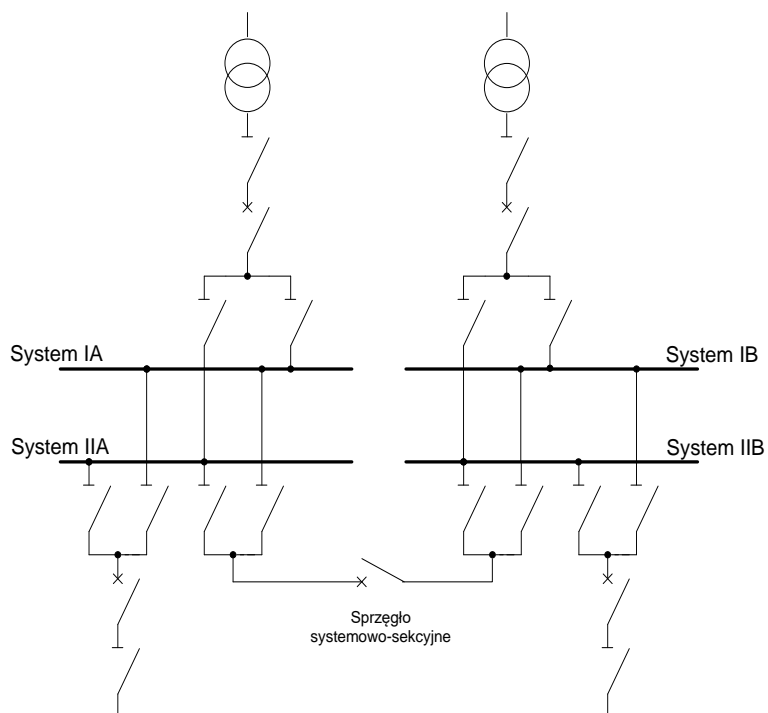 System IA
System IB
System IIA
System IIB
Sprzęgło
systemowo-sekcyjne